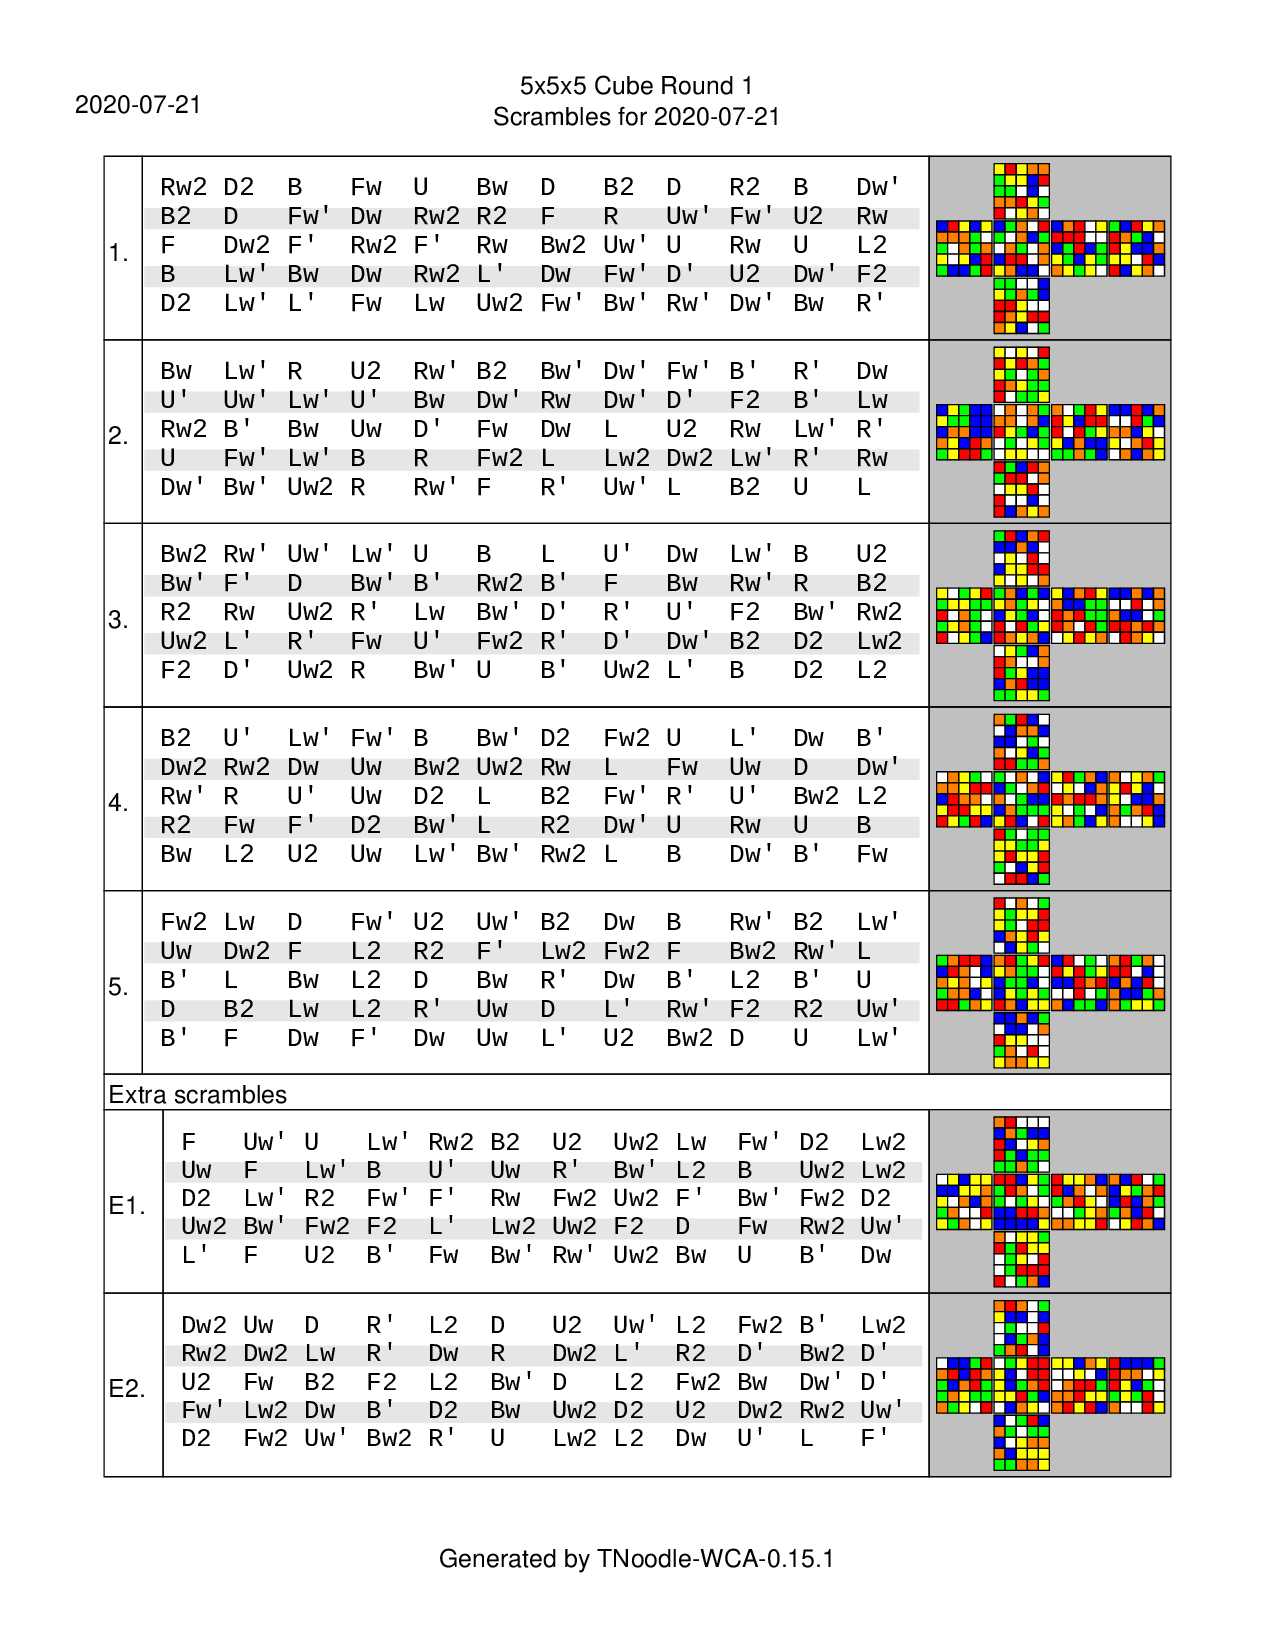 2020-07-21
5x5x5 Cube Round 1
Scrambles for 2020-07-21
1.
Rw2 D2 B Fw U Bw D B2 D R2 B Dw'
B2 D Fw' Dw Rw2 R2 F R Uw' Fw' U2 Rw
F Dw2 F' Rw2 F' Rw Bw2 Uw' U Rw U L2
B Lw' Bw Dw Rw2 L' Dw Fw' D' U2 Dw' F2
D2 Lw' L' Fw Lw Uw2 Fw' Bw' Rw' Dw' Bw R'
2.
Bw Lw' R U2 Rw' B2 Bw' Dw' Fw' B' R' Dw
U' Uw' Lw' U' Bw Dw' Rw Dw' D' F2 B' Lw
Rw2 B' Bw Uw D' Fw Dw L U2 Rw Lw' R'
U Fw' Lw' B R Fw2 L Lw2 Dw2 Lw' R' Rw
Dw' Bw' Uw2 R Rw' F R' Uw' L B2 U L
3.
Bw2 Rw' Uw' Lw' U B L U' Dw Lw' B U2
Bw' F' D Bw' B' Rw2 B' F Bw Rw' R B2
R2 Rw Uw2 R' Lw Bw' D' R' U' F2 Bw' Rw2
Uw2 L' R' Fw U' Fw2 R' D' Dw' B2 D2 Lw2
F2 D' Uw2 R Bw' U B' Uw2 L' B D2 L2
4.
B2 U' Lw' Fw' B Bw' D2 Fw2 U L' Dw B'
Dw2 Rw2 Dw Uw Bw2 Uw2 Rw L Fw Uw D Dw'
Rw' R U' Uw D2 L B2 Fw' R' U' Bw2 L2
R2 Fw F' D2 Bw' L R2 Dw' U Rw U B
Bw L2 U2 Uw Lw' Bw' Rw2 L B Dw' B' Fw
5.
Fw2 Lw D Fw' U2 Uw' B2 Dw B Rw' B2 Lw'
Uw Dw2 F L2 R2 F' Lw2 Fw2 F Bw2 Rw' L
B' L Bw L2 D Bw R' Dw B' L2 B' U
D B2 Lw L2 R' Uw D L' Rw' F2 R2 Uw'
B' F Dw F' Dw Uw L' U2 Bw2 D U Lw'
Extra scrambles
E1.
F Uw' U Lw' Rw2 B2 U2 Uw2 Lw Fw' D2 Lw2
Uw F Lw' B U' Uw R' Bw' L2 B Uw2 Lw2
D2 Lw' R2 Fw' F' Rw Fw2 Uw2 F' Bw' Fw2 D2
Uw2 Bw' Fw2 F2 L' Lw2 Uw2 F2 D Fw Rw2 Uw'
L' F U2 B' Fw Bw' Rw' Uw2 Bw U B' Dw
E2.
Dw2 Uw D R' L2 D U2 Uw' L2 Fw2 B' Lw2
Rw2 Dw2 Lw R' Dw R Dw2 L' R2 D' Bw2 D'
U2 Fw B2 F2 L2 Bw' D L2 Fw2 Bw Dw' D'
Fw' Lw2 Dw B' D2 Bw Uw2 D2 U2 Dw2 Rw2 Uw'
D2 Fw2 Uw' Bw2 R' U Lw2 L2 Dw U' L F'
Generated by TNoodle-WCA-0.15.1